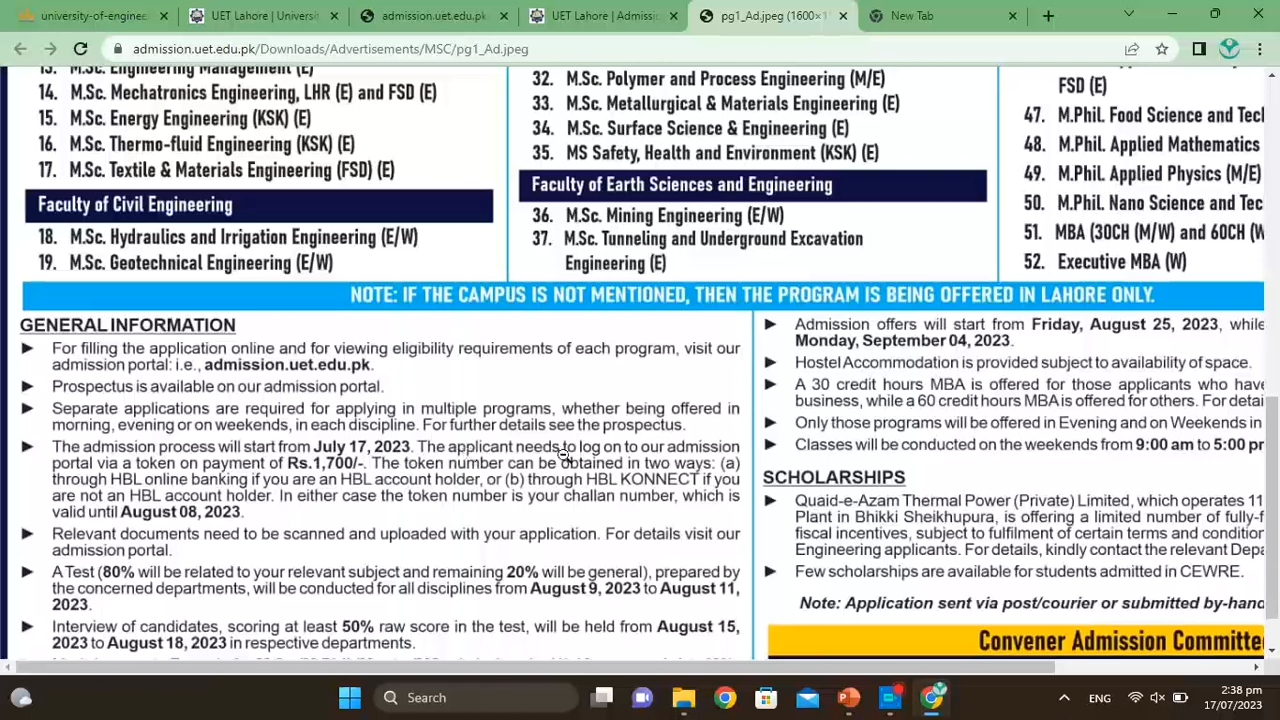 university-of-enginee
UET Lahore | Universi
admission.uet.edu.pk/
UET Lahore | Admissi
pg1_Ad.jpeg (1600×1
New Tab
admission.uet.edu.pk/Downloads/Advertisements/MSC/pg1_Ad.jpeg
13. M.Sc. Engineering Management (E)
14. M.Sc. Mechatronics Engineering, LHR (E) and FSD (E)
15. M.Sc. Energy Engineering (KSK) (E)
16. M.Sc. Thermo-fluid Engineering (KSK) (E)
17. M.Sc. Textile & Materials Engineering (FSD) (E)
Faculty of Civil Engineering
18. M.Sc. Hydraulics and Irrigation Engineering (E/W)
19. M.Sc. Geotechnical Engineering (E/W)
32. M.Sc. Polymer and Process Engineering (M/E)
33. M.Sc. Metallurgical & Materials Engineering (E)
34. M.Sc. Surface Science & Engineering (E)
35. MS Safety, Health and Environment (KSK) (E)
Faculty of Earth Sciences and Engineering
36. M.Sc. Mining Engineering (E/W)
37. M.Sc. Tunneling and Underground Excavation
Engineering (E)
FSD (E)
47. M.Phil. Food Science and Tecl
48. M.Phil. Applied Mathematics
49. M.Phil. Applied Physics (M/E)
50. M.Phil. Nano Science and Tec
51. MBA (30CH (M/W) and 60CH (W
52. Executive MBA (W)
NOTE: IF THE CAMPUS IS NOT MENTIONED, THEN THE PROGRAM IS BEING OFFERED IN LAHORE ONLY.
GENERAL INFORMATION
► For filling the application online and for viewing eligibility requirements of each program, visit our
admission portal: i.e., admission.uet.edu.pk.
► Prospectus is available on our admission portal.
► Separate applications are required for applying in multiple programs, whether being offered in
morning, evening or on weekends, in each discipline. For further details see the prospectus.
► The admission process will start from July 17, 2023. The applicant needs to log on to our admission
portal via a token on payment of Rs.1,700/-. The token number can be obtained in two ways: (a)
through HBL online banking if you are an HBL account holder, or (b) through HBL KONNECT if you
are not an HBL account holder. In either case the token number is your challan number, which is
valid until August 08, 2023.
► Relevant documents need to be scanned and uploaded with your application. For details visit our
admission portal.
► A Test (80% will be related to your relevant subject and remaining 20% will be general), prepared by
the concerned departments, will be conducted for all disciplines from August 9, 2023 to August 11,
2023.
► Interview of candidates, scoring at least 50% raw score in the test, will be held from August 15,
2023 to August 18, 2023 in respective departments.
► Admission offers will start from Friday, August 25, 2023, while
Monday, September 04, 2023.
► Hostel Accommodation is provided subject to availability of space.
► A 30 credit hours MBA is offered for those applicants who have
business, while a 60 credit hours MBA is offered for others. For detai
► Only those programs will be offered in Evening and on Weekends in
► Classes will be conducted on the weekends from 9:00 am to 5:00 pr
SCHOLARSHIPS
► Quaid-e-Azam Thermal Power (Private) Limited, which operates 11
Plant in Bhikki Sheikhupura, is offering a limited number of fully-f
fiscal incentives, subject to fulfilment of certain terms and condition
Engineering applicants. For details, kindly contact the relevant Depa
► Few scholarships are available for students admitted in CEWRE.
Note: Application sent via post/courier or submitted by-hand
Convener Admission Committe
Search
ENG
2:38 pm
17/07/2023